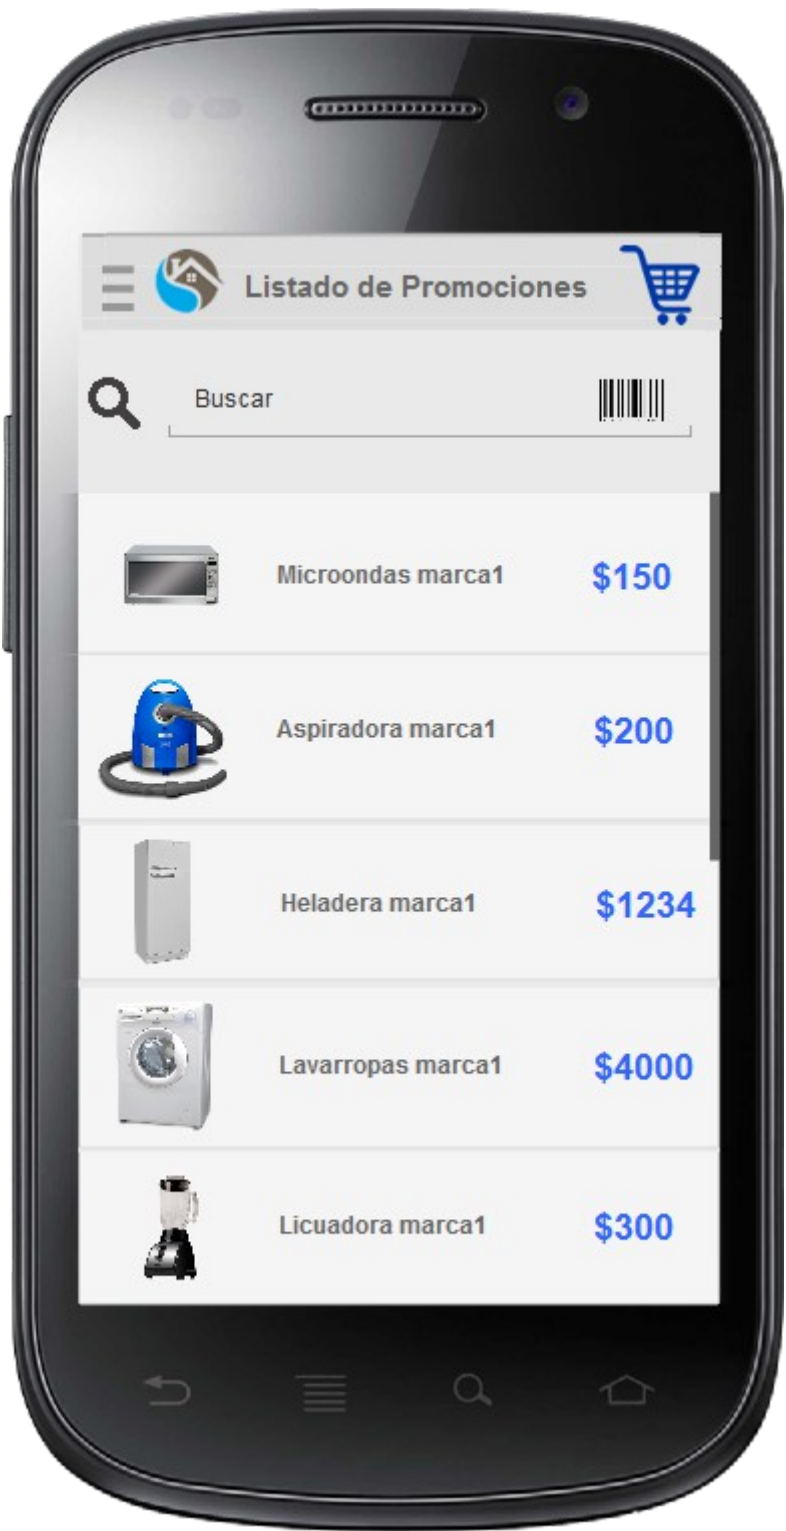 Listado de Promociones
Buscar
Microondas marca1 $150
Aspiradora marca1 $200
Heladera marca1 $1234
Lavarropas marca1 $4000
Licuadora marca1 $300